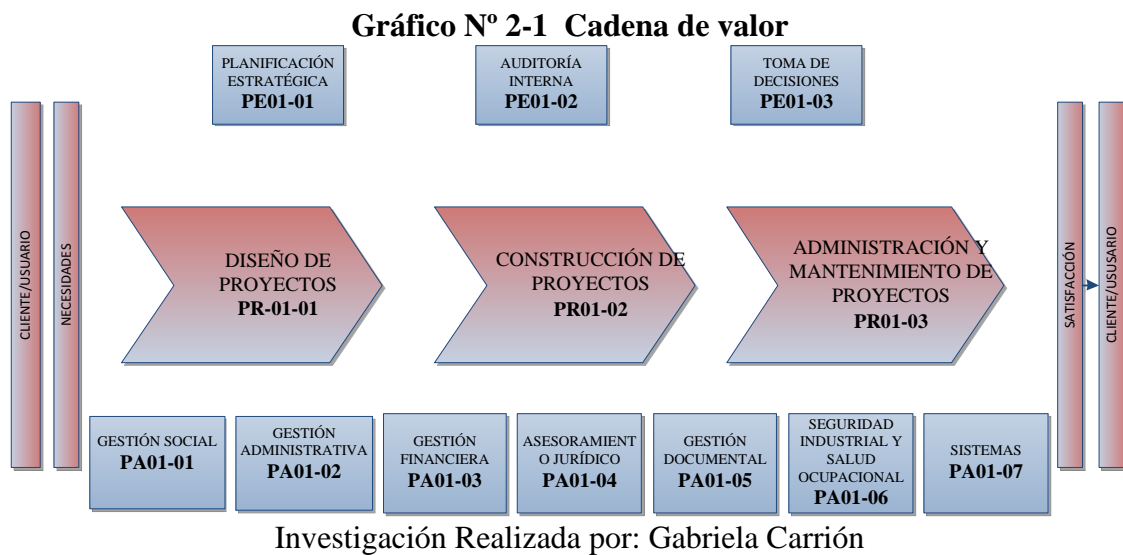 Gráfico Nº 2-1 Cadena de valor
PLANIFICACIÓN
ESTRATÉGICA
PE01-01
AUDITORÍA
INTERNA
PE01-02
TOMA DE
DECISIONES
PE01-03
CLIENTE/USUARIO
NECESIDADES
DISEÑO DE
PROYECTOS
PR-01-01
CONSTRUCCIÓN DE
PROYECTOS
PR01-02
ADMINISTRACIÓN Y
MANTENIMIENTO DE
PROYECTOS
PR01-03
SATISFACCIÓN
CLIENTE/USUSARIO
GESTIÓN SOCIAL
PA01-01
GESTIÓN
ADMINISTRATIVA
PA01-02
GESTIÓN
FINANCIERA
PA01-03
ASESORAMIENT
O JURÍDICO
PA01-04
GESTIÓN
DOCUMENTAL
PA01-05
SEGURIDAD
INDUSTRIAL Y
SALUD
OCUPACIONAL
PA01-06
SISTEMAS
PA01-07
Investigación Realizada por: Gabriela Carrión